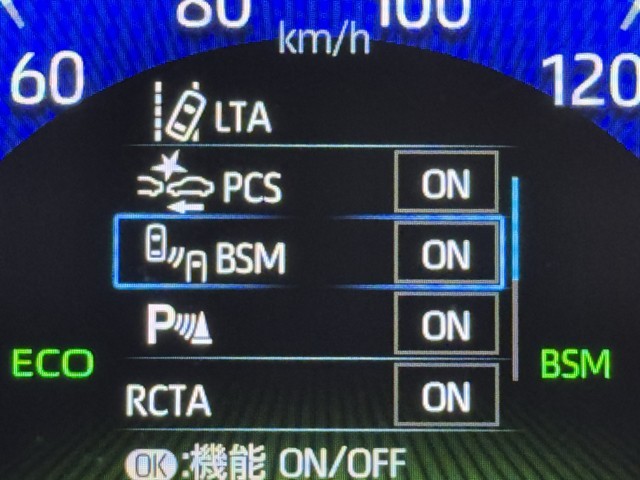 80 100
km/h
60 120
LTA
PCS ON
BSM ON
P ON
ECO BSM
RCTA ON
OK:機能 ON/OFF